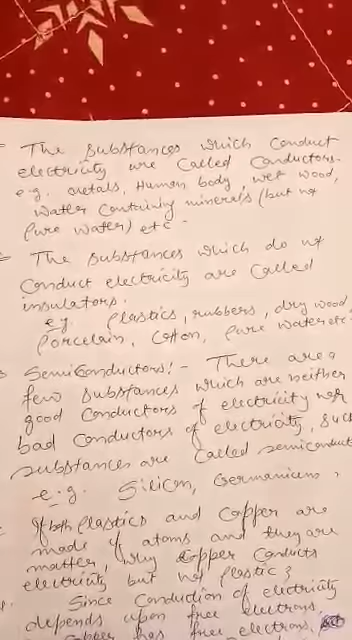 The substances which conduct
electricity are called conductors.
e.g. metals, Human body, wet wood,
water containing minerals (but not
Pure water) etc -
The substances which do not
conduct electricity are called
insulators.
eg. Plastics, rubbers, dry wood
Porcelain, Cotton, Pure water etc.
Semiconductors:- There are a
few substances which are neither
good conductors of electricity nor
bad conductors of electricity, such
substances are called semiconduct
e.g. Silicon, Germanium,
If both Plastics and Copper are
made of atoms and they are
matter, why Copper conducts
electricity but not plastic?
Since conduction of electricity
depends upon free electrons.
Copper has free electrons.